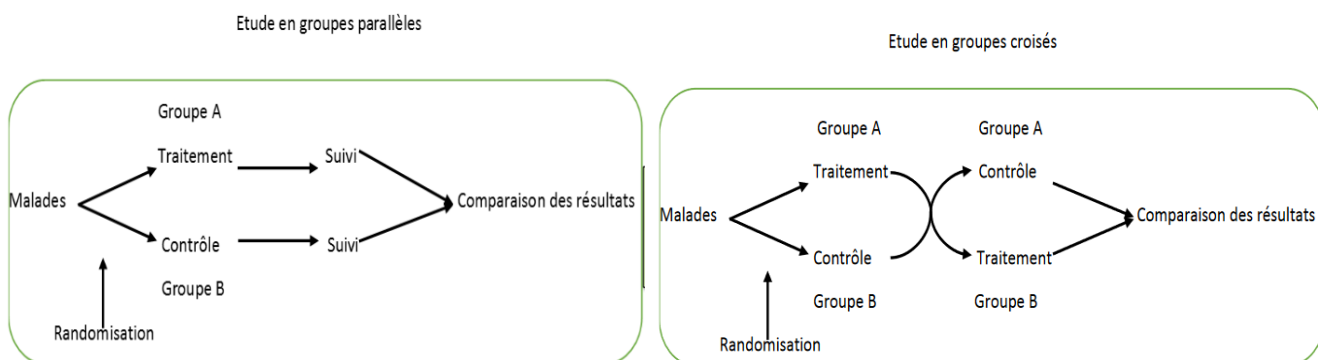 Etude en groupes parallèles
Groupe A
Traitement
Suivi
Malades
Comparaison des résultats
Contrôle
Suivi
Groupe B
Randomisation
Etude en groupes croisés
Groupe A
Groupe A
Traitement
Contrôle
Malades
Comparaison des résultats
Contrôle
Traitement
Groupe B
Groupe B
Randomisation